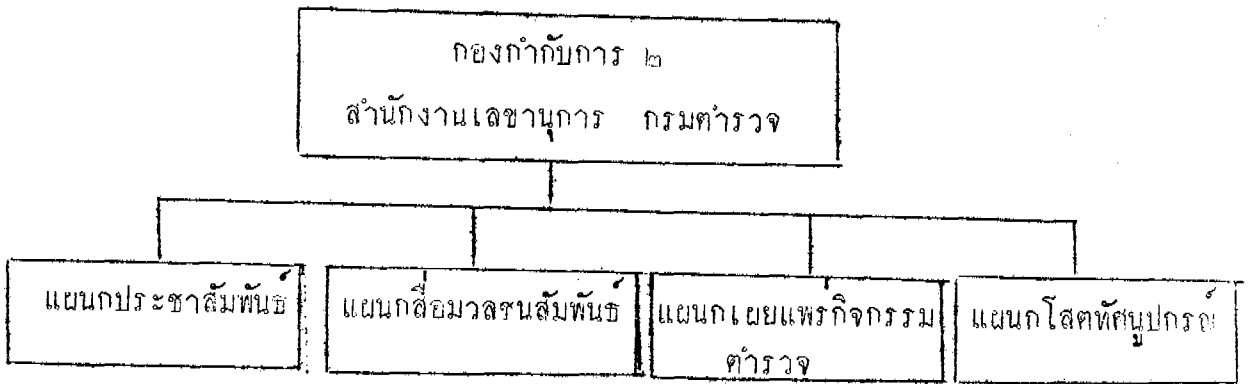 กองกำกับการ ๒
สำนักงานเลขานุการ กรมตำรวจ
แผนกประชาสัมพันธ์
แผนกสื่อมวลชนสัมพันธ์
แผนกเผยแพร่กิจกรรม
ตำรวจ
แผนกโสตทัศนูปกรณ์